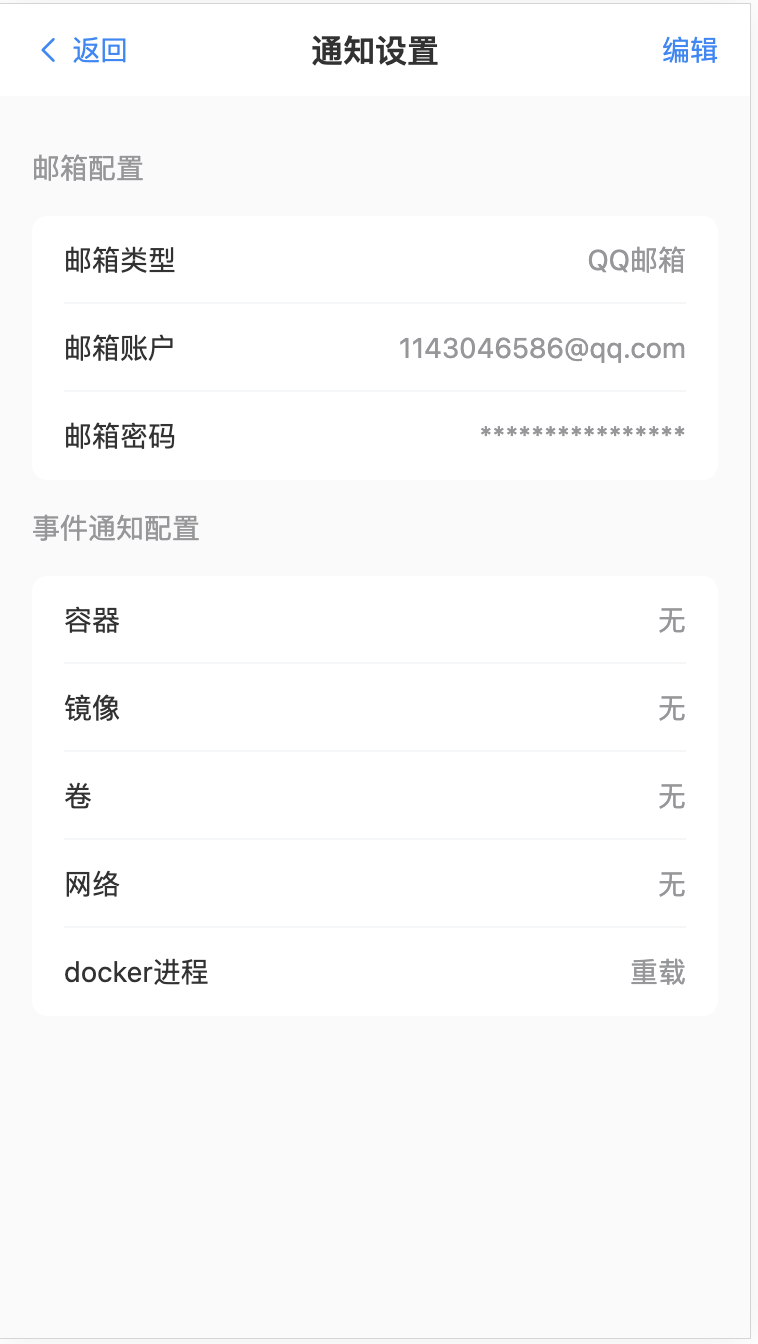 返回
通知设置
编辑
邮箱配置
邮箱类型 QQ邮箱
邮箱账户 1143046586@qq.com
邮箱密码 ****************
事件通知配置
容器 无
镜像 无
卷 无
网络 无
docker进程 重载